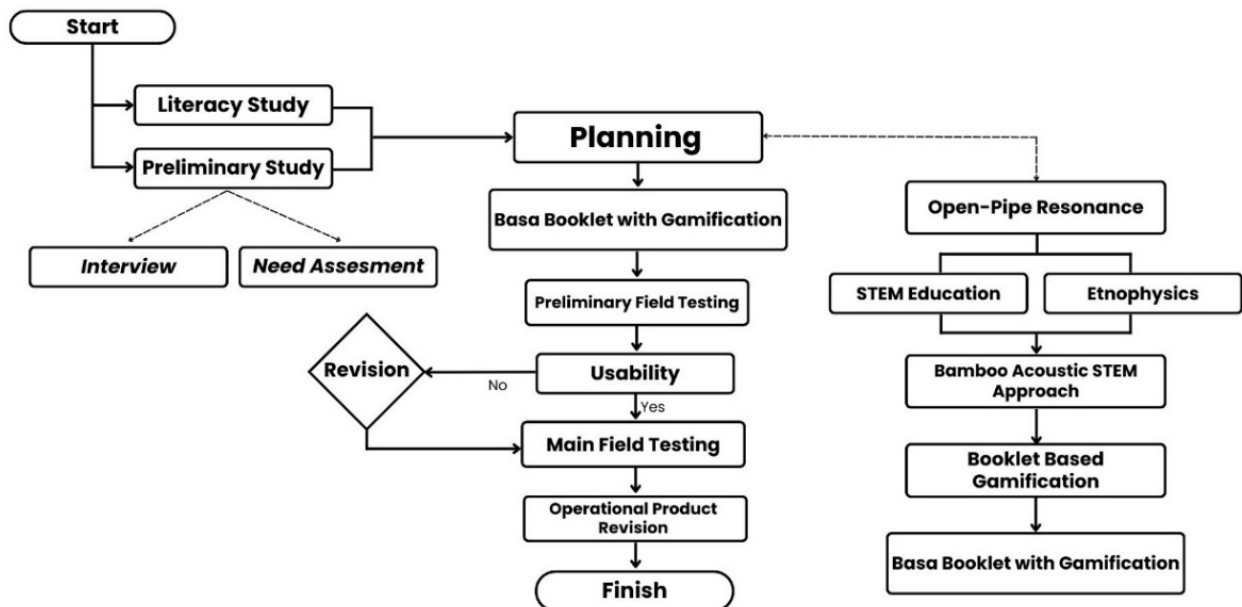 Start
Literacy Study
Preliminary Study
Interview
Need Assesment
Planning
Basa Booklet with Gamification
Preliminary Field Testing
Usability
No
Yes
Revision
Main Field Testing
Operational Product
Revision
Finish
Open-Pipe Resonance
STEM Education
Etnophysics
Bamboo Acoustic STEM
Approach
Booklet Based
Gamification
Basa Booklet with Gamification